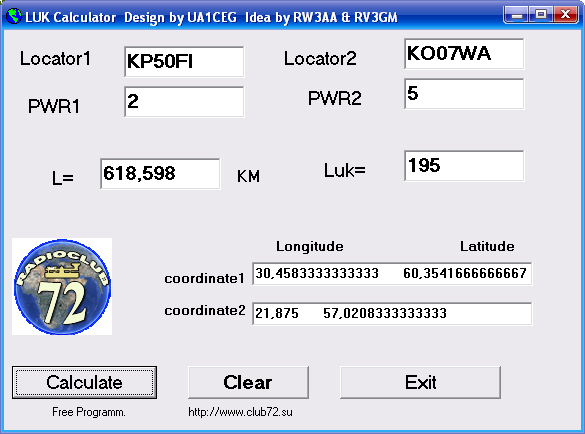 LUK Calculator Design by UA1CEG Idea by RW3AA & RV3GM
Locator1 KP50FI Locator2 KO07WA
PWR1 2 PWR2 5
L= 618,598 KM Luk= 195
Longitude Latitude
coordinate1 30,4583333333333 60,3541666666667
coordinate2 21,875 57,0208333333333
RADIOCLUB
72
Calculate Clear Exit
Free Programm. http://www.club72.su